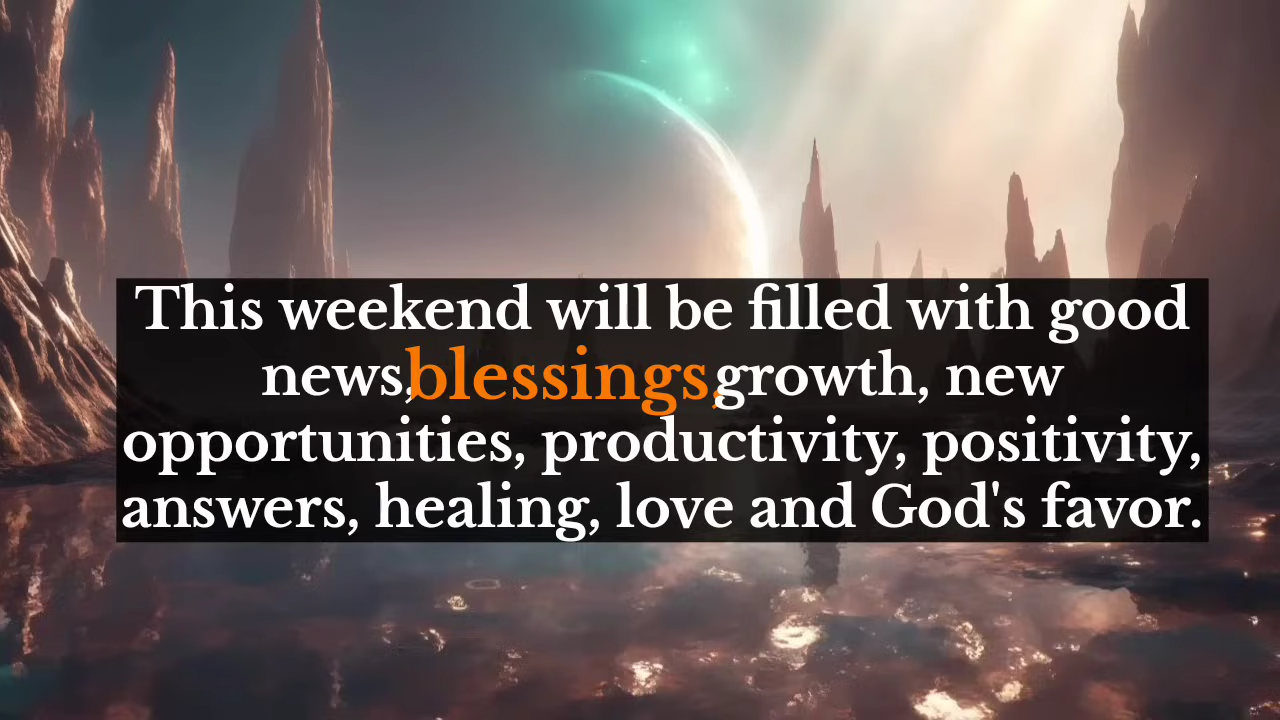 This weekend will be filled with good
news, blessings, growth, new
opportunities, productivity, positivity,
answers, healing, love and God's favor.